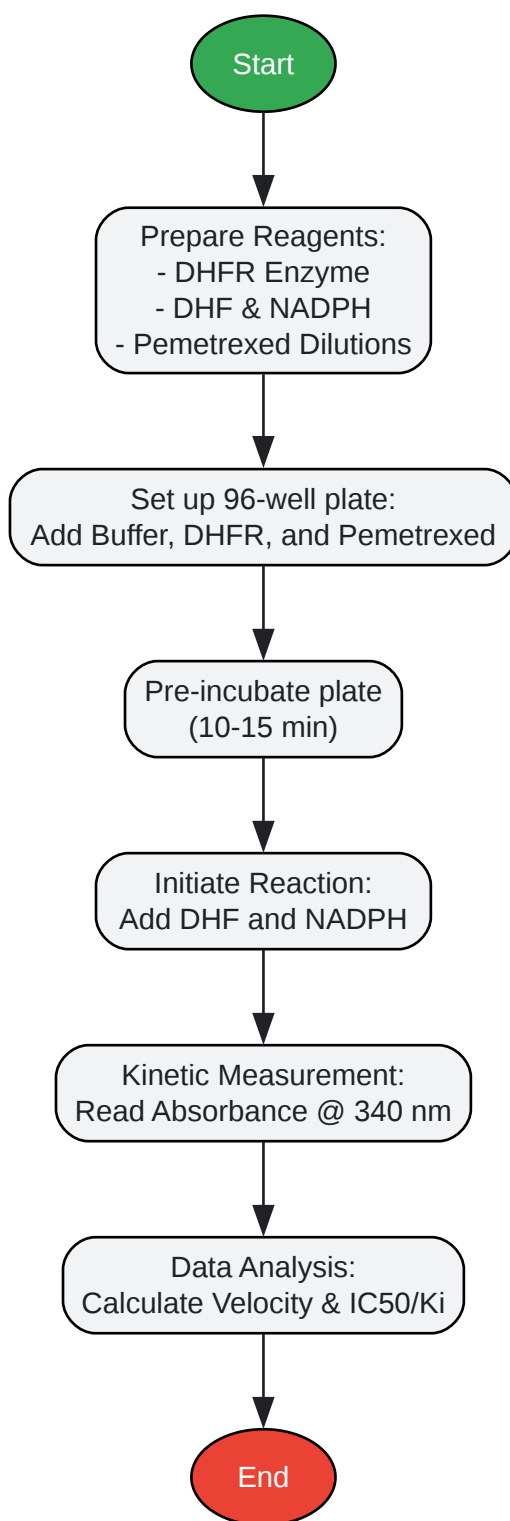 Start
Prepare Reagents:
- DHFR Enzyme
- DHF & NADPH
- Pemetrexed Dilutions
Set up 96-well plate:
Add Buffer, DHFR, and Pemetrexed
Pre-incubate plate
(10-15 min)
Initiate Reaction:
Add DHF and NADPH
Kinetic Measurement:
Read Absorbance @ 340 nm
Data Analysis:
Calculate Velocity & IC50/Ki
End